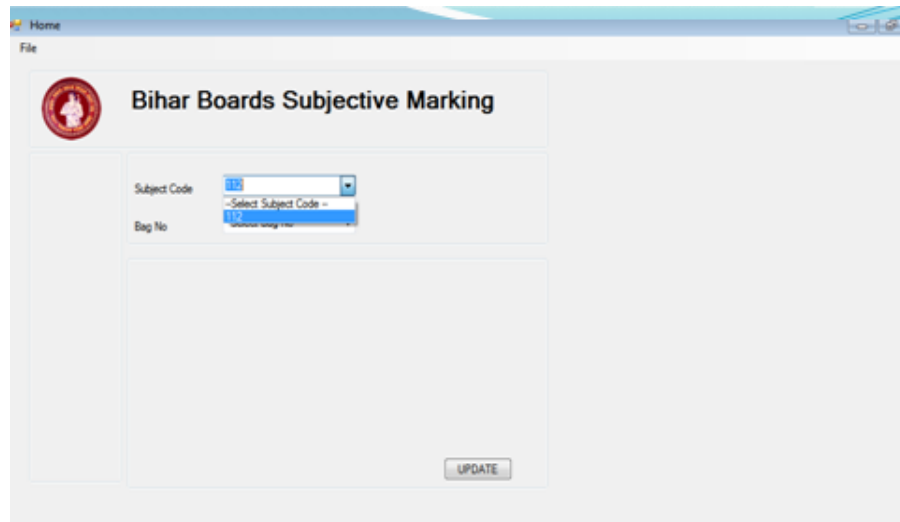 Home
File
Bihar Boards Subjective Marking
Subject Code
112
--Select Subject Code --
112
Bag No
UPDATE